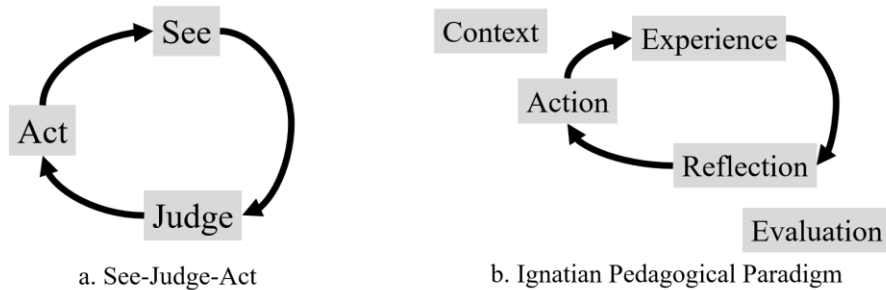 See
Act
Judge
a. See-Judge-Act
Context
Experience
Action
Reflection
Evaluation
b. Ignatian Pedagogical Paradigm